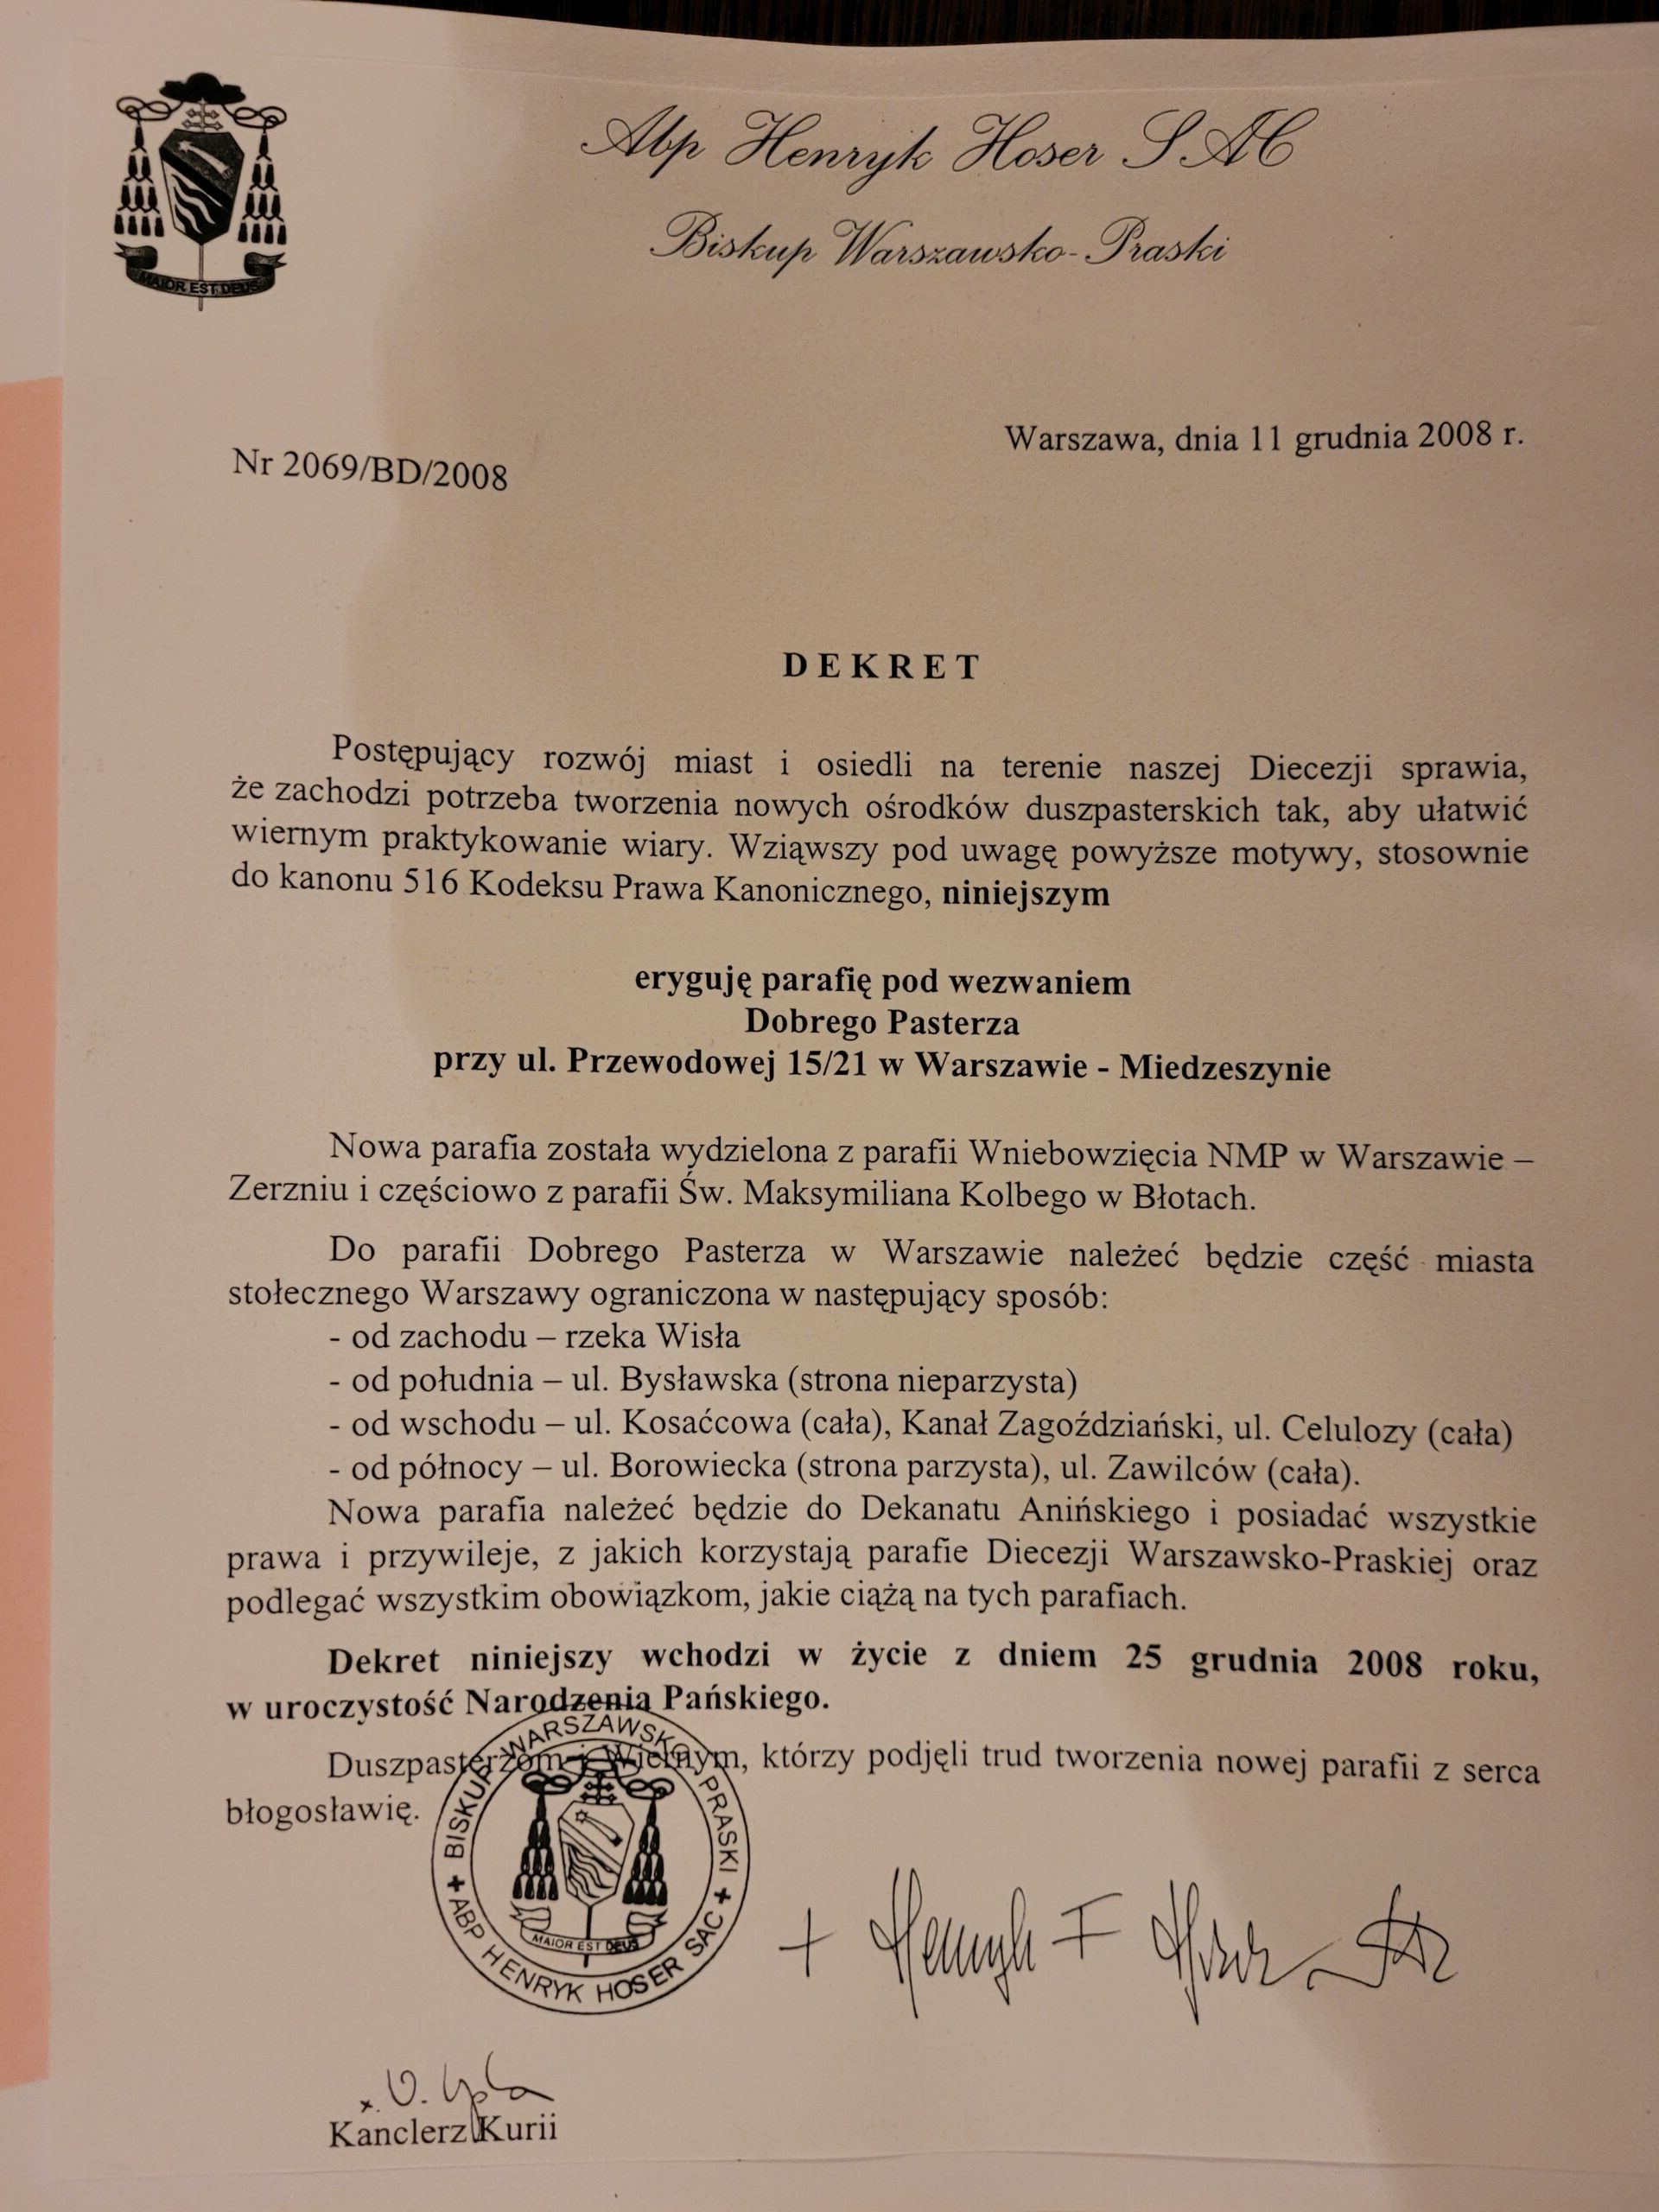 Abp Henryk Hoser SAC
Biskup Warszawsko-Praski
MAIOR EST DEUS
Warszawa, dnia 11 grudnia 2008 r.
Nr 2069/BD/2008
DEKRET
Postępujący rozwój miast i osiedli na terenie naszej Diecezji sprawia,
że zachodzi potrzeba tworzenia nowych ośrodków duszpasterskich tak, aby ułatwić
wiernym praktykowanie wiary. Wziąwszy pod uwagę powyższe motywy, stosownie
do kanonu 516 Kodeksu Prawa Kanonicznego, niniejszym
eryguję parafię pod wezwaniem
Dobrego Pasterza
przy ul. Przewodowej 15/21 w Warszawie - Miedzeszynie
Nowa parafia została wydzielona z parafii Wniebowzięcia NMP w Warszawie –
Zerzniu i częściowo z parafii Św. Maksymiliana Kolbego w Błotach.
Do parafii Dobrego Pasterza w Warszawie należeć będzie część miasta
stołecznego Warszawy ograniczona w następujący sposób:
- od zachodu – rzeka Wisła
- od południa – ul. Bysławska (strona nieparzysta)
- od wschodu – ul. Kosaćcowa (cała), Kanał Zagoździański, ul. Celulozy (cała)
- od północy – ul. Borowiecka (strona parzysta), ul. Zawilców (cała).
Nowa parafia należeć będzie do Dekanatu Anińskiego i posiadać wszystkie
prawa i przywileje, z jakich korzystają parafie Diecezji Warszawsko-Praskiej oraz
podlegać wszystkim obowiązkom, jakie ciążą na tych parafiach.
Dekret niniejszy wchodzi w życie z dniem 25 grudnia 2008 roku,
w uroczystość Narodzenia Pańskiego.
Duszpasterzom i Wiernym, którzy podjęli trud tworzenia nowej parafii z serca
błogosławię.
+ BISKUP WARSZAWSKO PRASKI +
ABP HENRYK HOSER SAC
MAIOR EST DEUS
+ Henryk F Hoser
Kanclerz Kurii